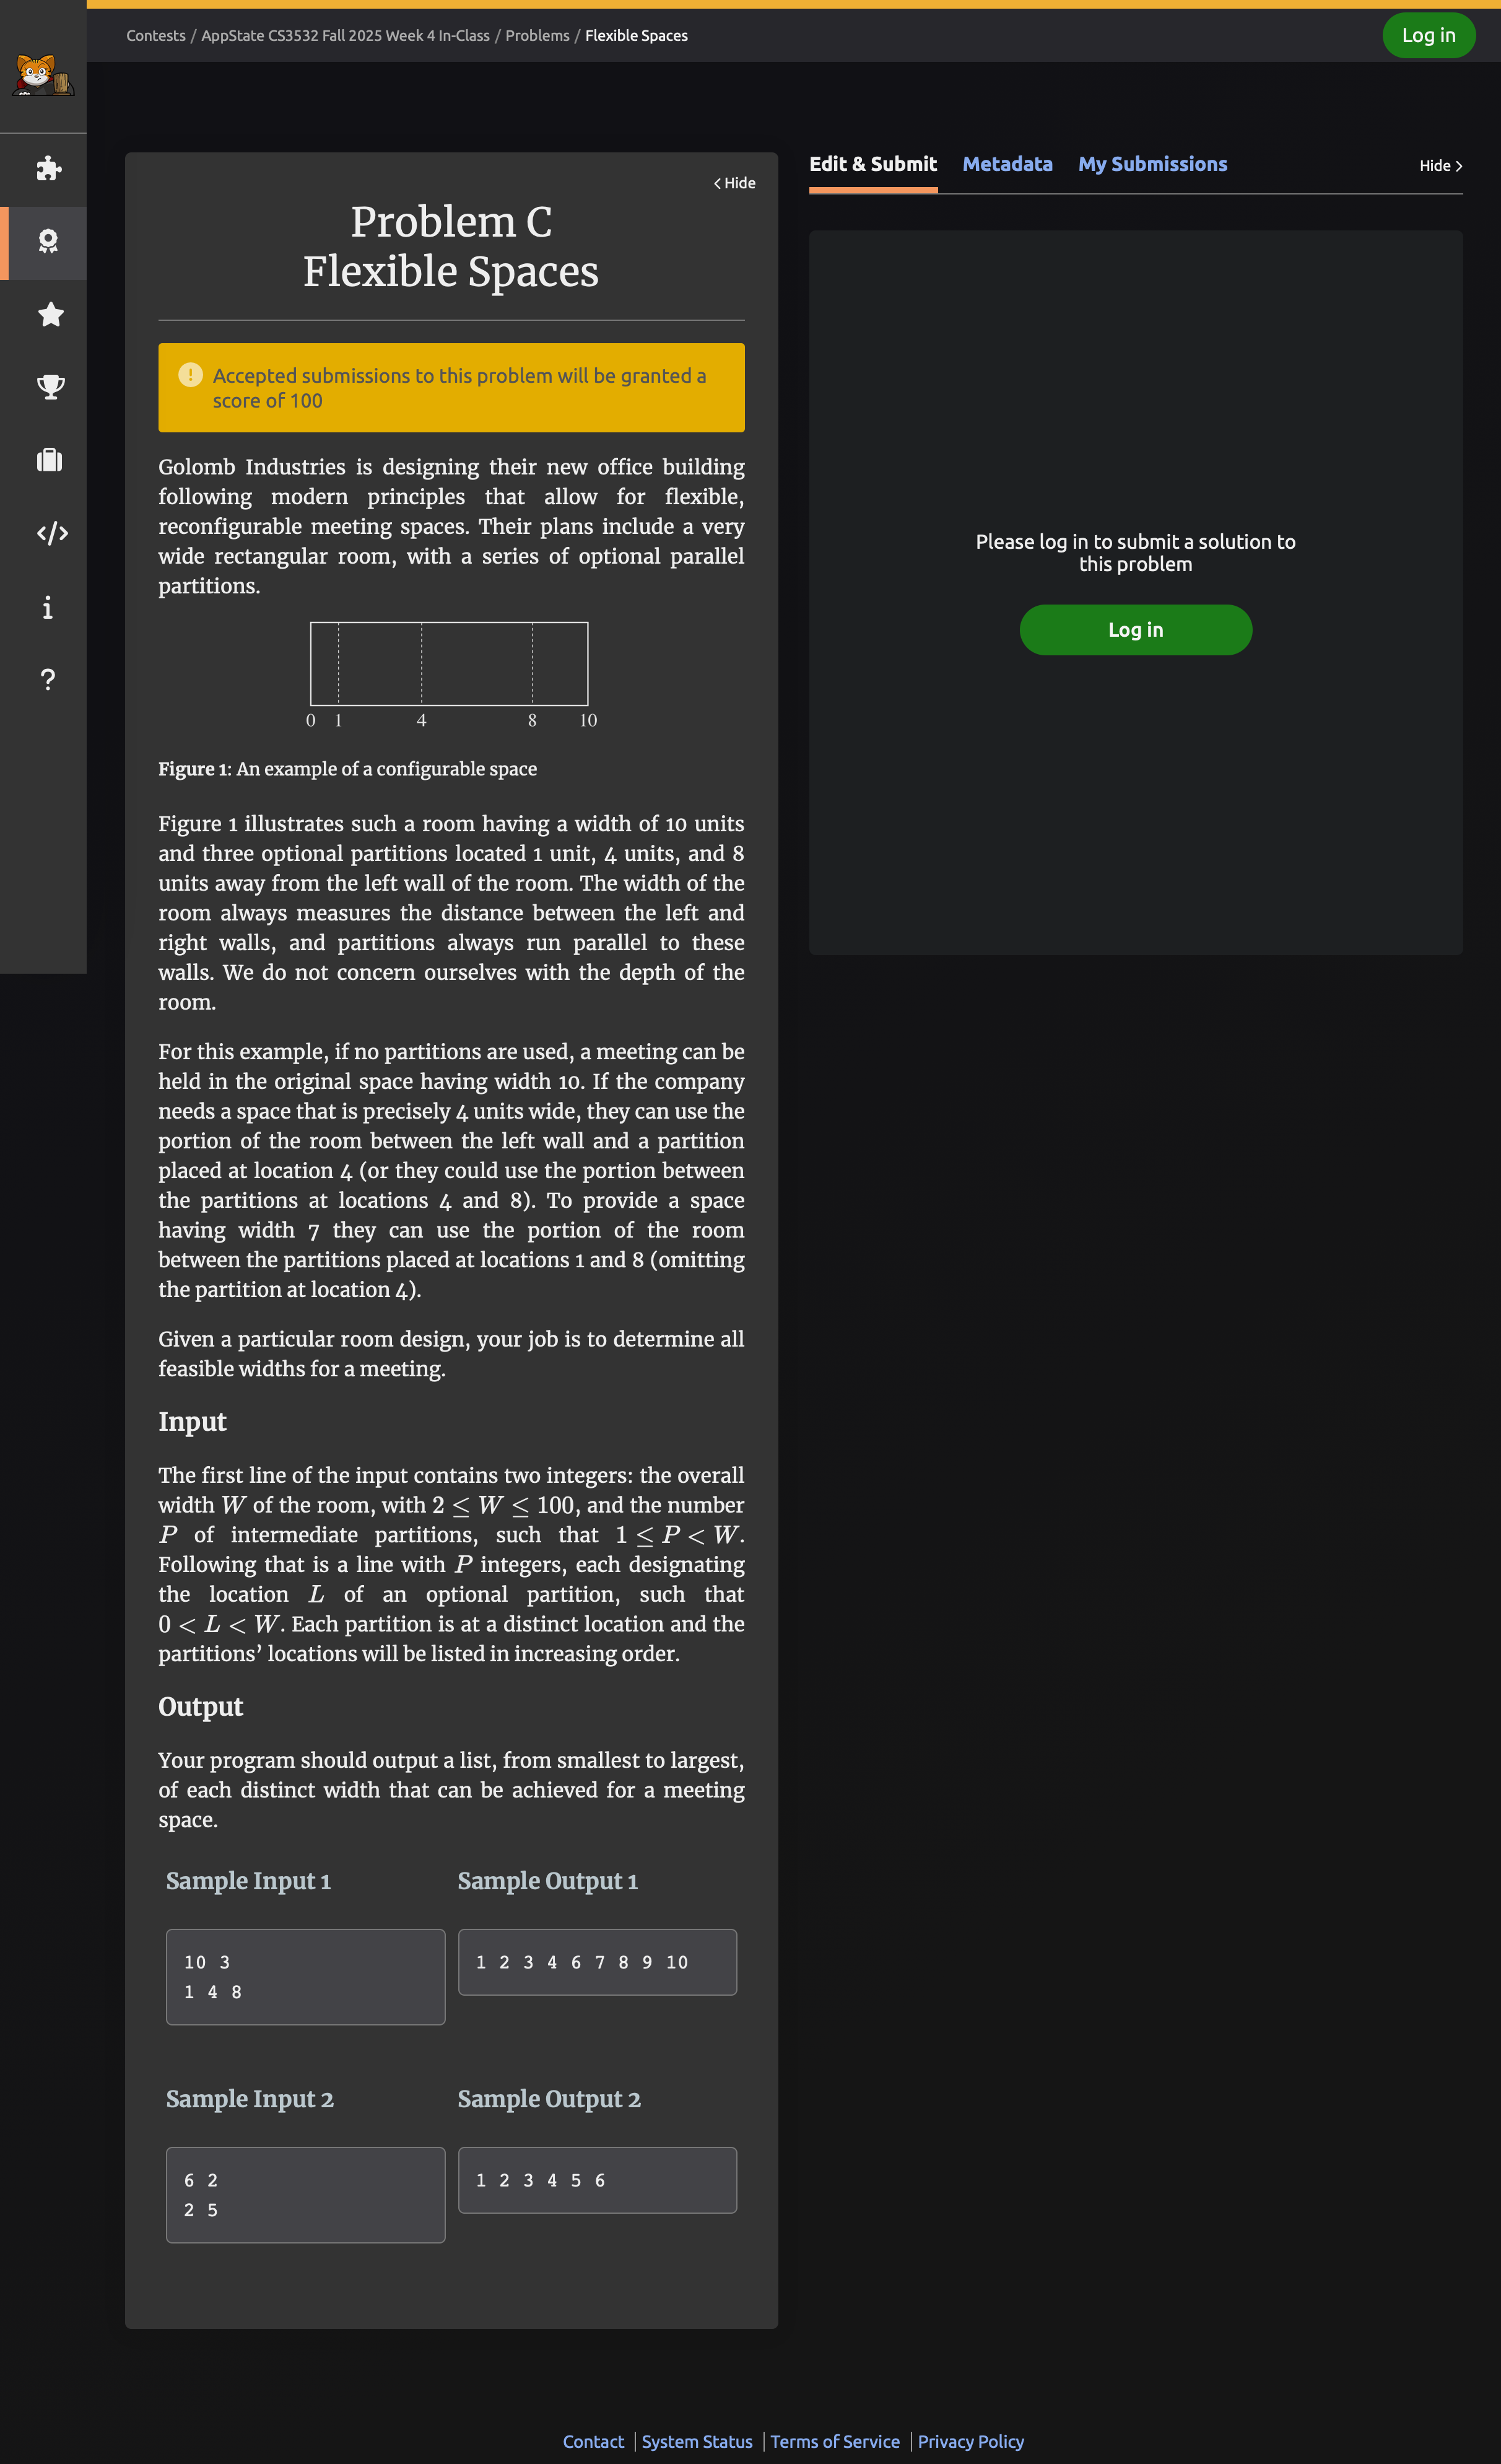 Contests / AppState CS3532 Fall 2025 Week 4 In-Class / Problems / Flexible Spaces
Log in
Hide
Problem C
Flexible Spaces
Accepted submissions to this problem will be granted a
score of 100
Golomb Industries is designing their new office building
following modern principles that allow for flexible,
reconfigurable meeting spaces. Their plans include a very
wide rectangular room, with a series of optional parallel
partitions.
0 1 4 8 10
Figure 1: An example of a configurable space
Figure 1 illustrates such a room having a width of 10 units
and three optional partitions located 1 unit, 4 units, and 8
units away from the left wall of the room. The width of the
room always measures the distance between the left and
right walls, and partitions always run parallel to these
walls. We do not concern ourselves with the depth of the
room.
For this example, if no partitions are used, a meeting can be
held in the original space having width 10. If the company
needs a space that is precisely 4 units wide, they can use the
portion of the room between the left wall and a partition
placed at location 4 (or they could use the portion between
the partitions at locations 4 and 8). To provide a space
having width 7 they can use the portion of the room
between the partitions placed at locations 1 and 8 (omitting
the partition at location 4).
Given a particular room design, your job is to determine all
feasible widths for a meeting.
Input
The first line of the input contains two integers: the overall
width W of the room, with 2 ≤ W ≤ 100, and the number
P of intermediate partitions, such that 1 ≤ P < W.
Following that is a line with P integers, each designating
the location L of an optional partition, such that
0 < L < W. Each partition is at a distinct location and the
partitions’ locations will be listed in increasing order.
Output
Your program should output a list, from smallest to largest,
of each distinct width that can be achieved for a meeting
space.
Sample Input 1
Sample Output 1
10 3
1 4 8
1 2 3 4 6 7 8 9 10
Sample Input 2
Sample Output 2
6 2
2 5
1 2 3 4 5 6
Edit & Submit
Metadata
My Submissions
Hide
Please log in to submit a solution to
this problem
Log in
Contact | System Status | Terms of Service | Privacy Policy